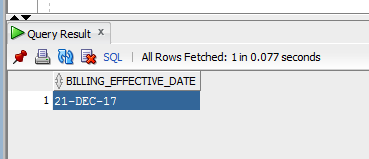 Query Result x
SQL | All Rows Fetched: 1 in 0.077 seconds
BILLING_EFFECTIVE_DATE
1 21-DEC-17